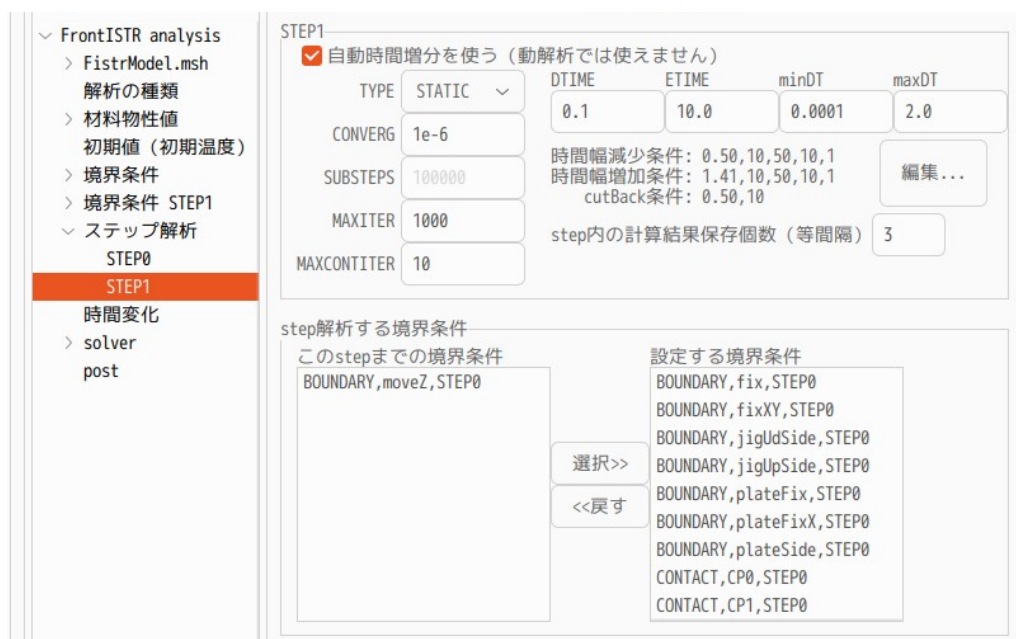 FrontISTR analysis
FistrModel.msh
解析の種類
材料物性値
初期値（初期温度）
境界条件
境界条件 STEP1
ステップ解析
STEP0
STEP1
時間変化
solver
post
STEP1
自動時間増分を使う（動解析では使えません）
TYPE STATIC
CONVERG 1e-6
SUBSTEPS 100000
MAXITER 1000
MAXCONTITER 10
DTIME ETIME minDT maxDT
0.1 10.0 0.0001 2.0
時間幅減少条件: 0.50,10,50,10,1
時間幅増加条件: 1.41,10,50,10,1
cutBack条件: 0.50,10
編集...
step内の計算結果保存個数（等間隔） 3
step解析する境界条件
このstepまでの境界条件
BOUNDARY,moveZ,STEP0
選択>>
<<戻す
設定する境界条件
BOUNDARY,fix,STEP0
BOUNDARY,fixXY,STEP0
BOUNDARY,jigUdSide,STEP0
BOUNDARY,jigUpSide,STEP0
BOUNDARY,plateFix,STEP0
BOUNDARY,plateFixX,STEP0
BOUNDARY,plateSide,STEP0
CONTACT,CP0,STEP0
CONTACT,CP1,STEP0